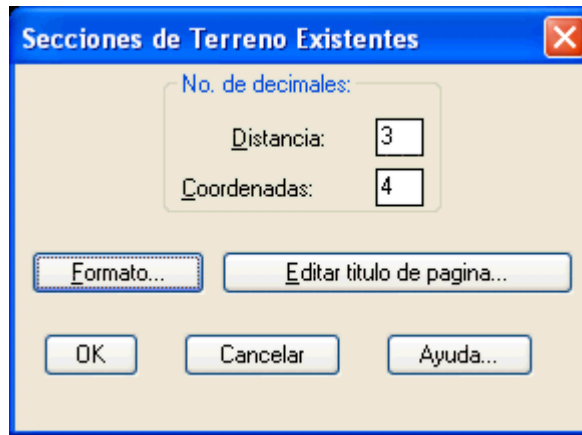 Secciones de Terreno Existentes
No. de decimales:
Distancia: 3
Coordenadas: 4
Formato... Editar titulo de pagina...
OK Cancelar Ayuda...